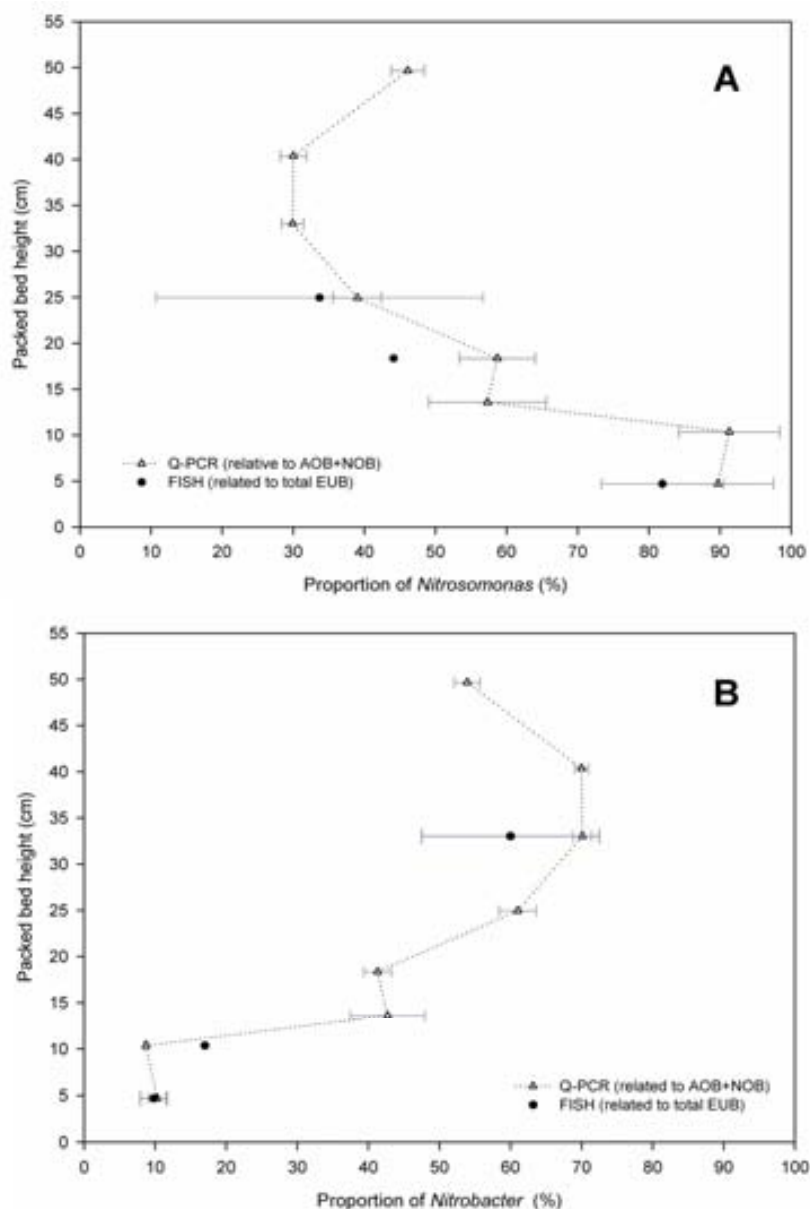 A
Packed bed height (cm)
55
50
45
40
35
30
25
20
15
10
5
0
Q-PCR (relative to AOB+NOB)
FISH (related to total EUB)
0 10 20 30 40 50 60 70 80 90 100
Proportion of Nitrosomonas (%)
B
Packed bed height (cm)
55
50
45
40
35
30
25
20
15
10
5
0
Q-PCR (related to AOB+NOB)
FISH (related to total EUB)
0 10 20 30 40 50 60 70 80 90 100
Proportion of Nitrobacter (%)